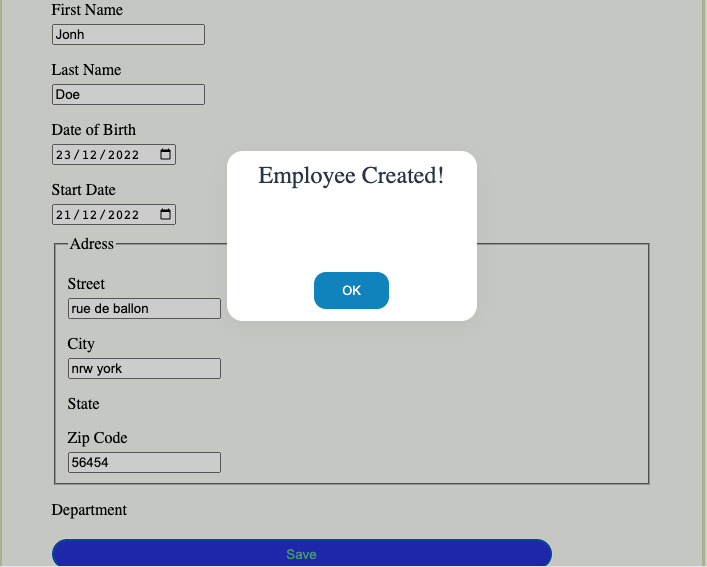 First Name
Jonh
Last Name
Doe
Date of Birth
23/12/2022
Employee Created!
Start Date
21/12/2022
Adress
OK
Street
rue de ballon
City
nrw york
State
Zip Code
56454
Department
Save